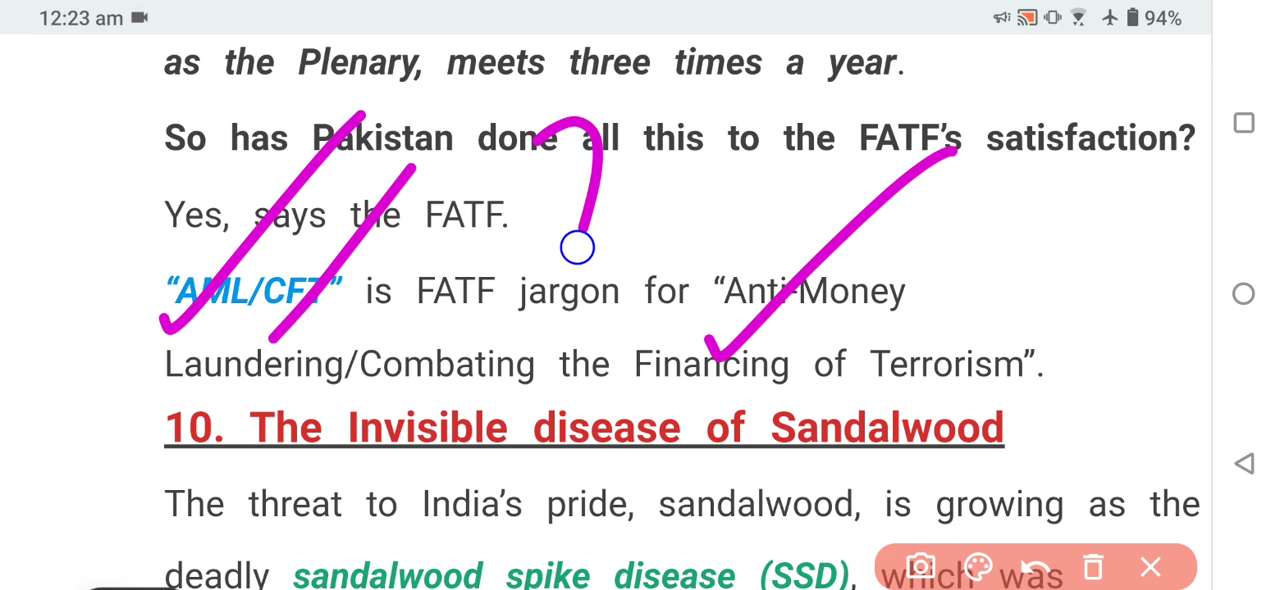 12:23 am
94%
as the Plenary, meets three times a year.
So has Pakistan done all this to the FATF’s satisfaction?
Yes, says the FATF.
“AML/CFT” is FATF jargon for “Anti-Money
Laundering/Combating the Financing of Terrorism”.
10. The Invisible disease of Sandalwood
The threat to India’s pride, sandalwood, is growing as the
deadly sandalwood spike disease (SSD), which was